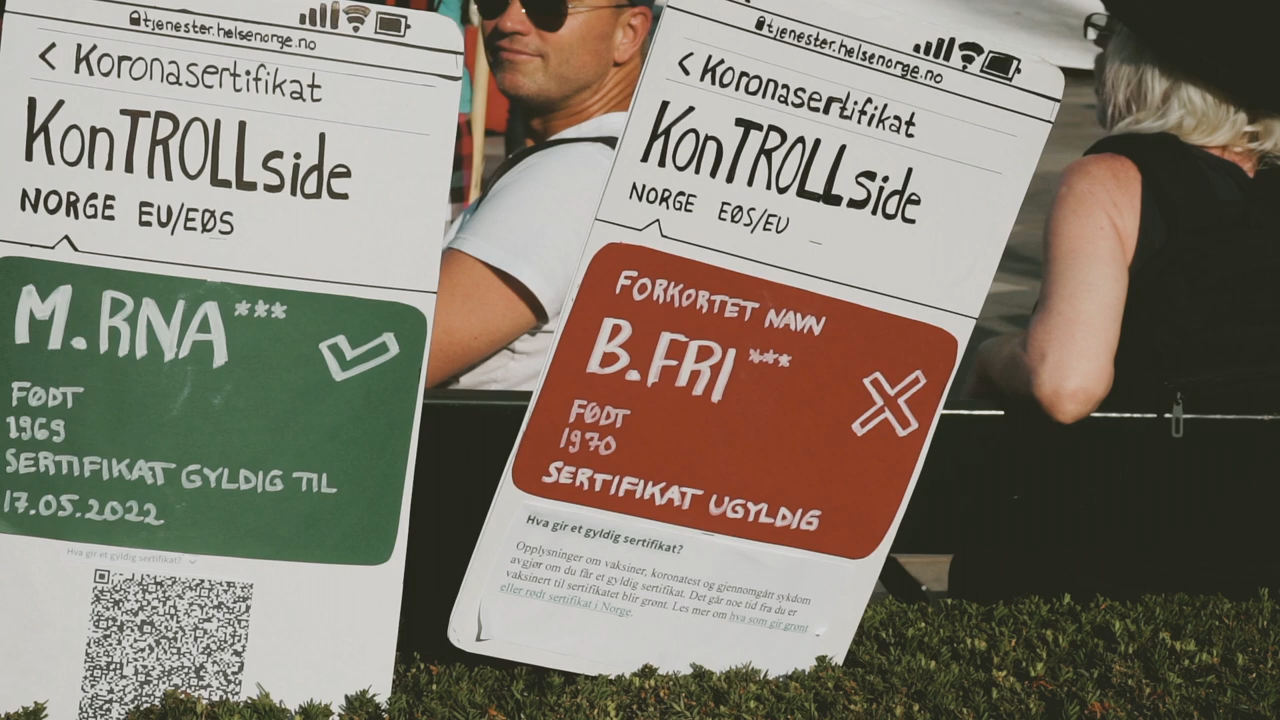 tjenester.helsenorge.no
< Koronasertifikat
KonTROLLside
NORGE EU/EØS
M.RNA***
FØDT
1969
SERTIFIKAT GYLDIG TIL
17.05.2022
Hva gir et gyldig sertifikat?
tjenester.helsenorge.no
< Koronasertifikat
KonTROLLside
NORGE EØS/EU
FORKORTET NAVN
B.FRI***
FØDT
1970
SERTIFIKAT UGYLDIG
Hva gir et gyldig sertifikat?
Opplysninger om vaksiner, koronatest og gjennomgått sykdom
avgjør om du får et gyldig sertifikat. Det går noe tid fra du er
vaksinert til sertifikatet blir grønt. Les mer om hva som gir grønt
eller rødt sertifikat i Norge.